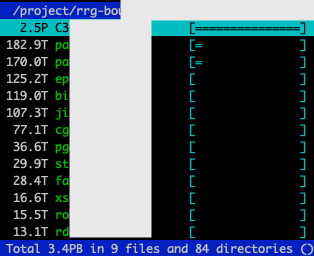 /project/rrg-bou
2.5P C3 [===============]
182.9T pa [= ]
170.0T pa [= ]
125.2T ep [ ]
119.0T bi [ ]
107.3T ji [ ]
77.1T cg [ ]
36.6T pg [ ]
29.9T st [ ]
28.4T fa [ ]
16.6T xs [ ]
15.5T ro [ ]
13.1T rd [ ]
Total 3.4PB in 9 files and 84 directories ()